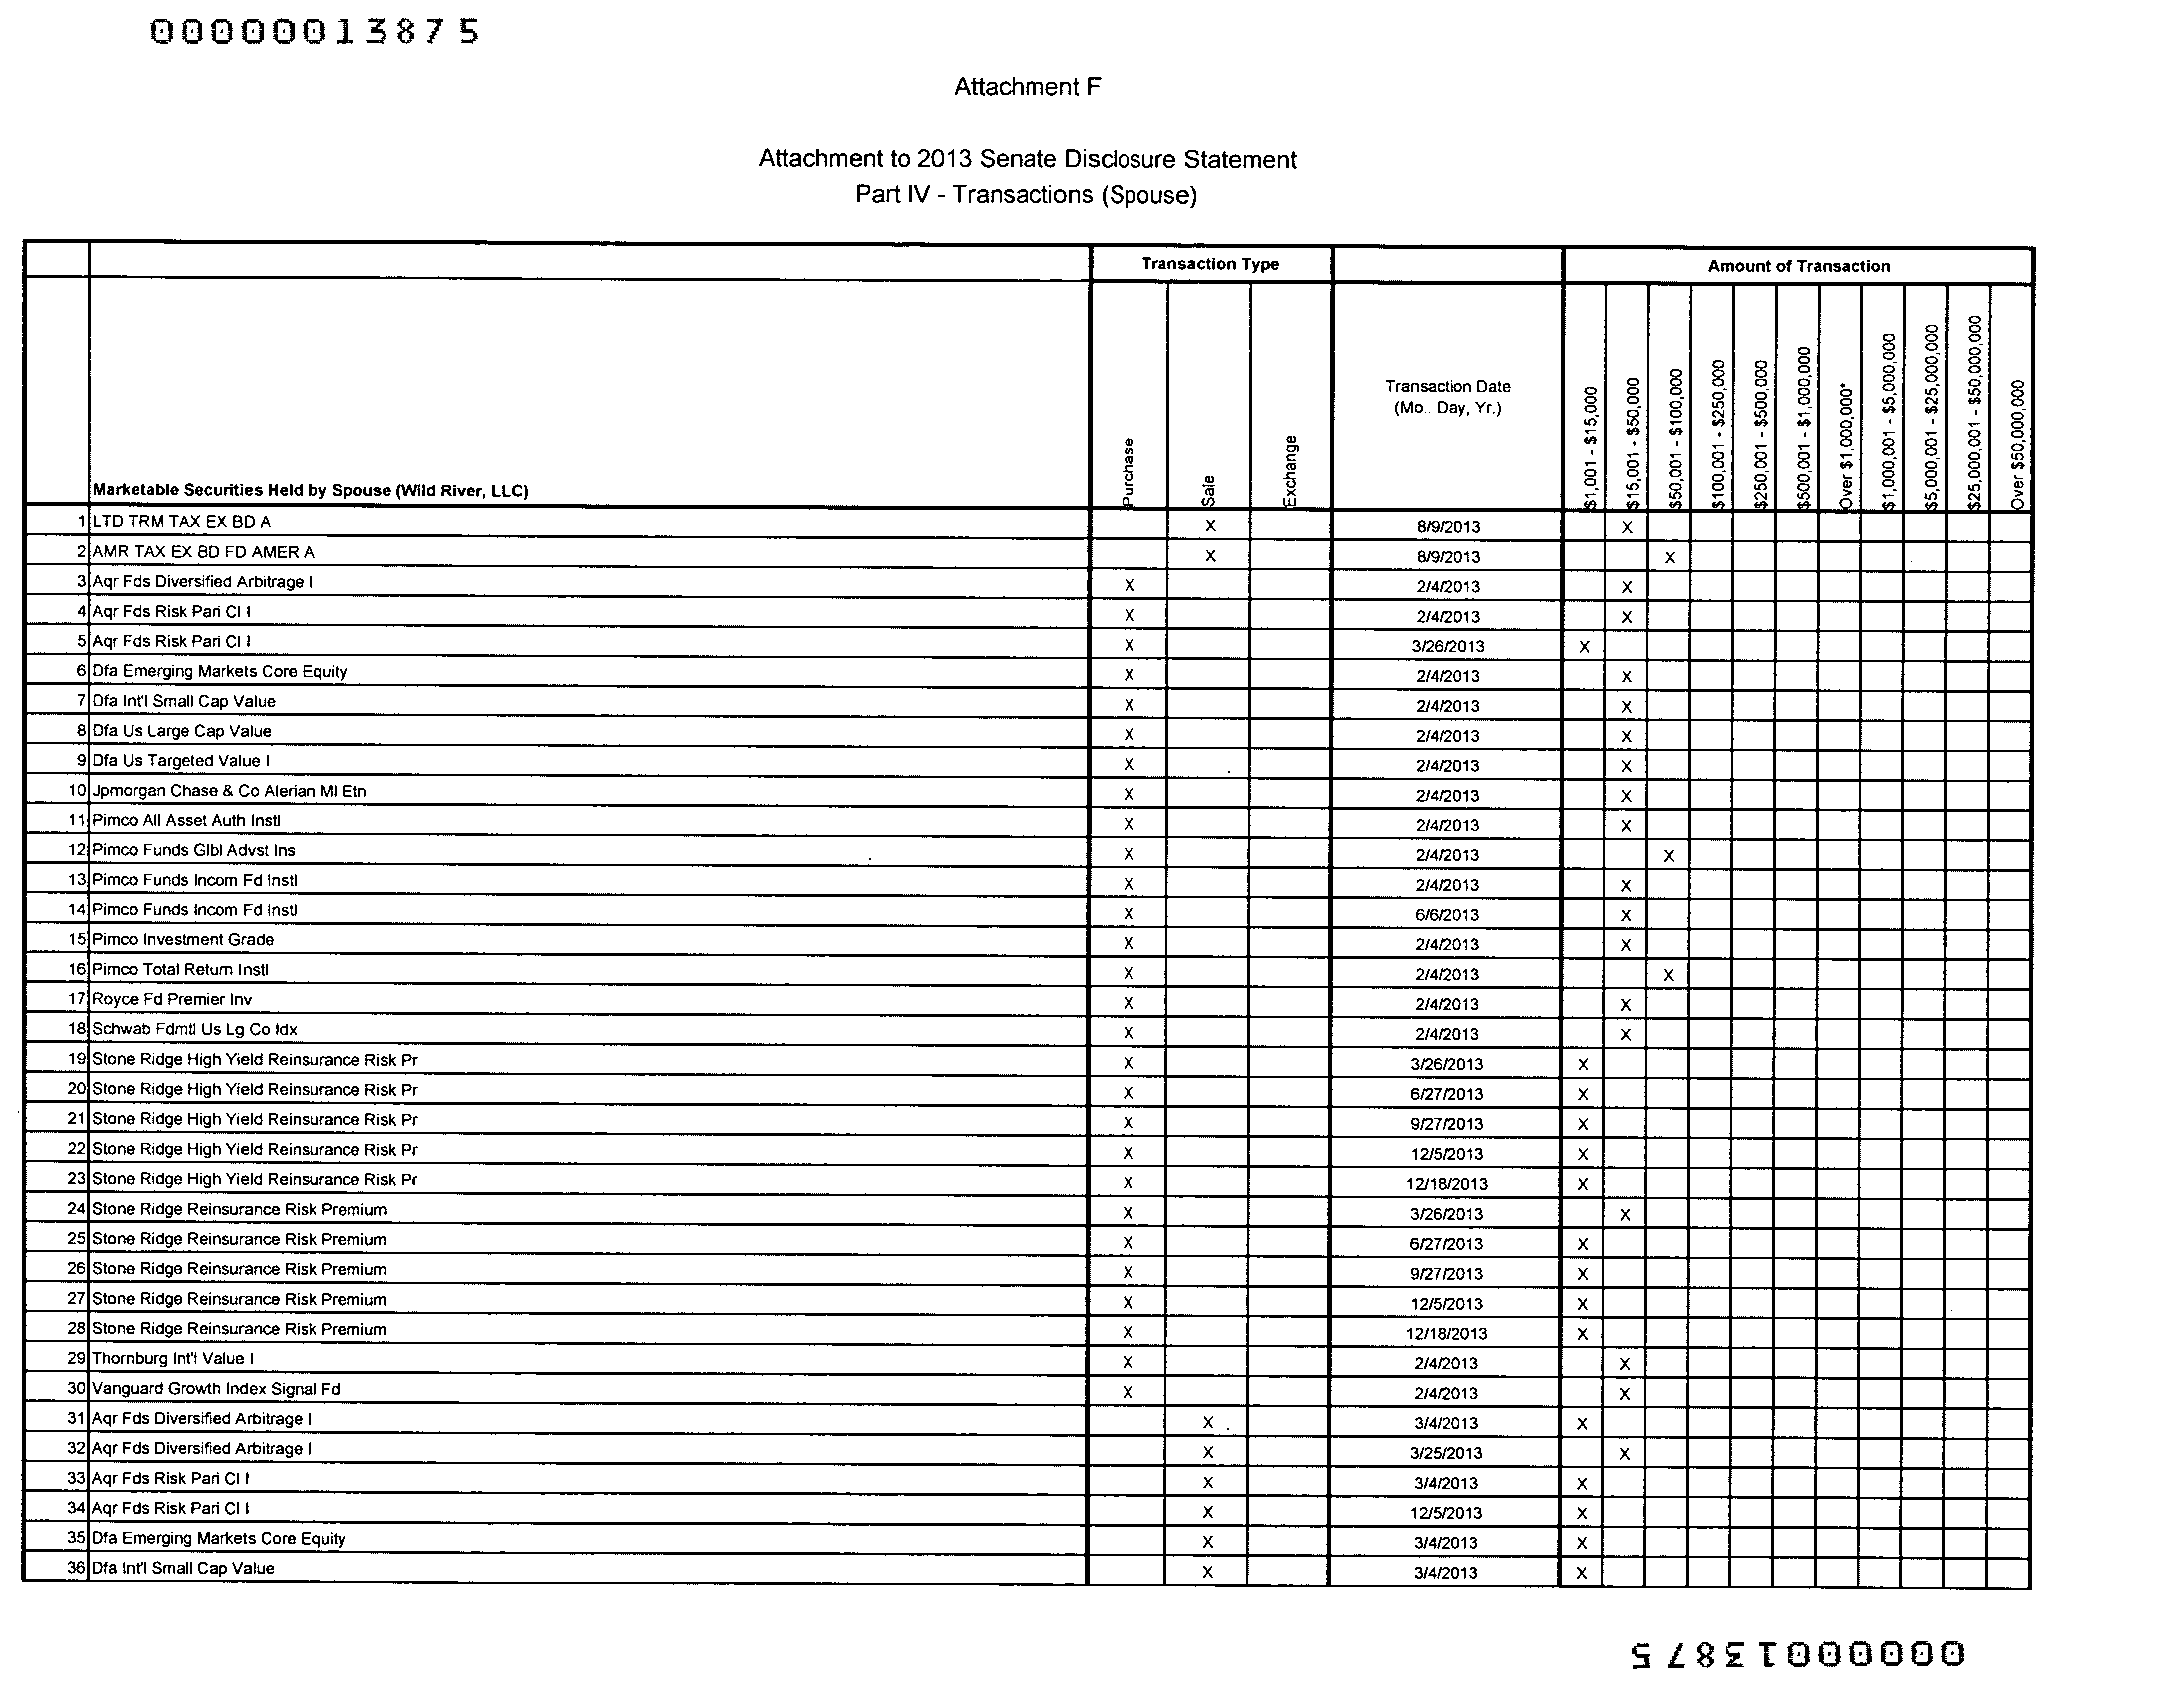 00000013875
Attachment F
Attachment to 2013 Senate Disclosure Statement
Part IV - Transactions (Spouse)
Transaction Type Amount of Transaction
Marketable Securities Held by Spouse (Wild River, LLC) Purchase Sale Exchange Transaction Date (Mo., Day, Yr.) $1,001 - $15,000 $15,001 - $50,000 $50,001 - $100,000 $100,001 - $250,000 $250,001 - $500,000 $500,001 - $1,000,000 Over $1,000,000* $1,000,001 - $5,000,000 $5,000,001 - $25,000,000 $25,000,001 - $50,000,000 Over $50,000,000
1 LTD TRM TAX EX BD A X 8/9/2013 X
2 AMR TAX EX BD FD AMER A X 8/9/2013 X
3 Aqr Fds Diversified Arbitrage I X 2/4/2013 X
4 Aqr Fds Risk Pari Cl I X 2/4/2013 X
5 Aqr Fds Risk Pari Cl I X 3/26/2013 X
6 Dfa Emerging Markets Core Equity X 2/4/2013 X
7 Dfa Int'l Small Cap Value X 2/4/2013 X
8 Dfa Us Large Cap Value X 2/4/2013 X
9 Dfa Us Targeted Value I X 2/4/2013 X
10 Jpmorgan Chase & Co Alerian Ml Etn X 2/4/2013 X
11 Pimco All Asset Auth Instl X 2/4/2013 X
12 Pimco Funds Glbl Advst Ins X 2/4/2013 X
13 Pimco Funds Incom Fd Instl X 2/4/2013 X
14 Pimco Funds Incom Fd Instl X 6/6/2013 X
15 Pimco Investment Grade X 2/4/2013 X
16 Pimco Total Return Instl X 2/4/2013 X
17 Royce Fd Premier Inv X 2/4/2013 X
18 Schwab Fdmtl Us Lg Co Idx X 2/4/2013 X
19 Stone Ridge High Yield Reinsurance Risk Pr X 3/26/2013 X
20 Stone Ridge High Yield Reinsurance Risk Pr X 6/27/2013 X
21 Stone Ridge High Yield Reinsurance Risk Pr X 9/27/2013 X
22 Stone Ridge High Yield Reinsurance Risk Pr X 12/5/2013 X
23 Stone Ridge High Yield Reinsurance Risk Pr X 12/18/2013 X
24 Stone Ridge Reinsurance Risk Premium X 3/26/2013 X
25 Stone Ridge Reinsurance Risk Premium X 6/27/2013 X
26 Stone Ridge Reinsurance Risk Premium X 9/27/2013 X
27 Stone Ridge Reinsurance Risk Premium X 12/5/2013 X
28 Stone Ridge Reinsurance Risk Premium X 12/18/2013 X
29 Thornburg Int'l Value I X 2/4/2013 X
30 Vanguard Growth Index Signal Fd X 2/4/2013 X
31 Aqr Fds Diversified Arbitrage I X 3/4/2013 X
32 Aqr Fds Diversified Arbitrage I X 3/25/2013 X
33 Aqr Fds Risk Pari Cl I X 3/4/2013 X
34 Aqr Fds Risk Pari Cl I X 12/5/2013 X
35 Dfa Emerging Markets Core Equity X 3/4/2013 X
36 Dfa Int'l Small Cap Value X 3/4/2013 X
00000013875